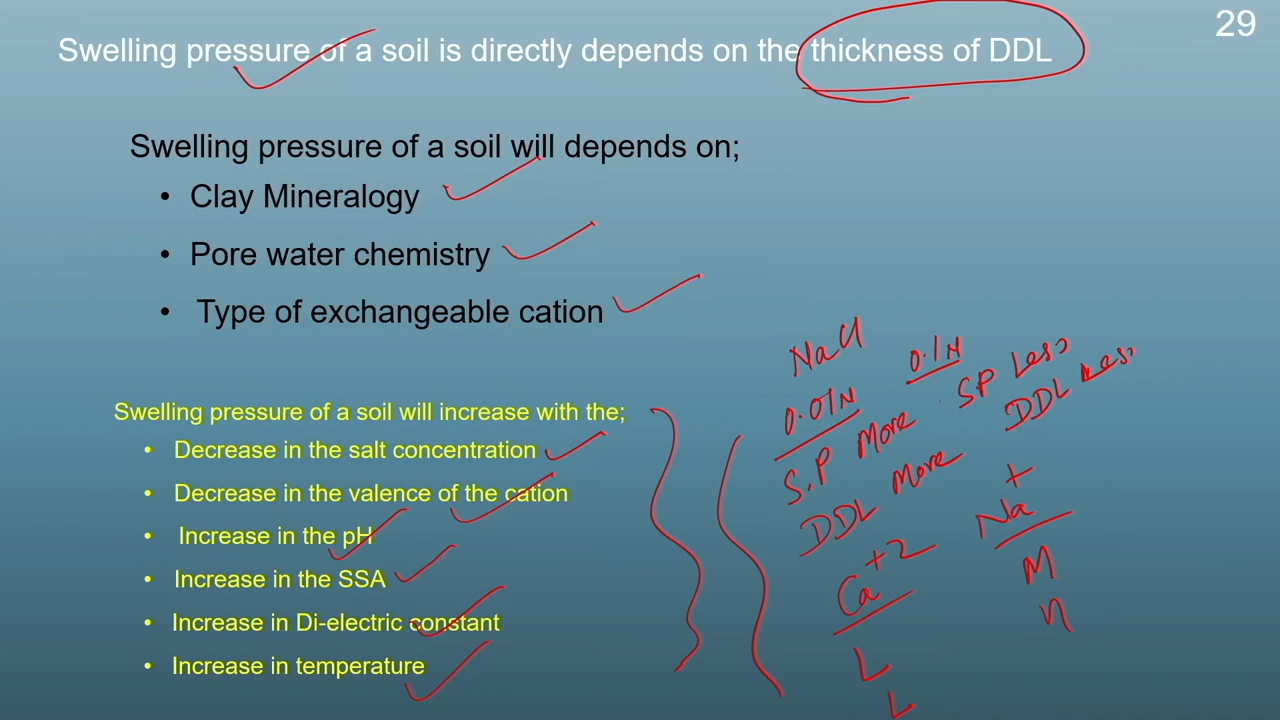 29
Swelling pressure of a soil is directly depends on the thickness of DDL
Swelling pressure of a soil will depends on;
• Clay Mineralogy
• Pore water chemistry
• Type of exchangeable cation
Swelling pressure of a soil will increase with the;
• Decrease in the salt concentration
• Decrease in the valence of the cation
• Increase in the pH
• Increase in the SSA
• Increase in Di-electric constant
• Increase in temperature
NaCl
0.01N 0.1N
S.P More SP Less
DDL More DDL Less
Ca+2 Na+
L M
L